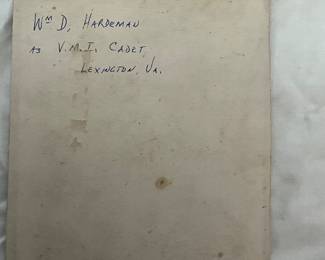 Wᵐ D. Hardeman
as V.M.I. Cadet
Lexington, Va.